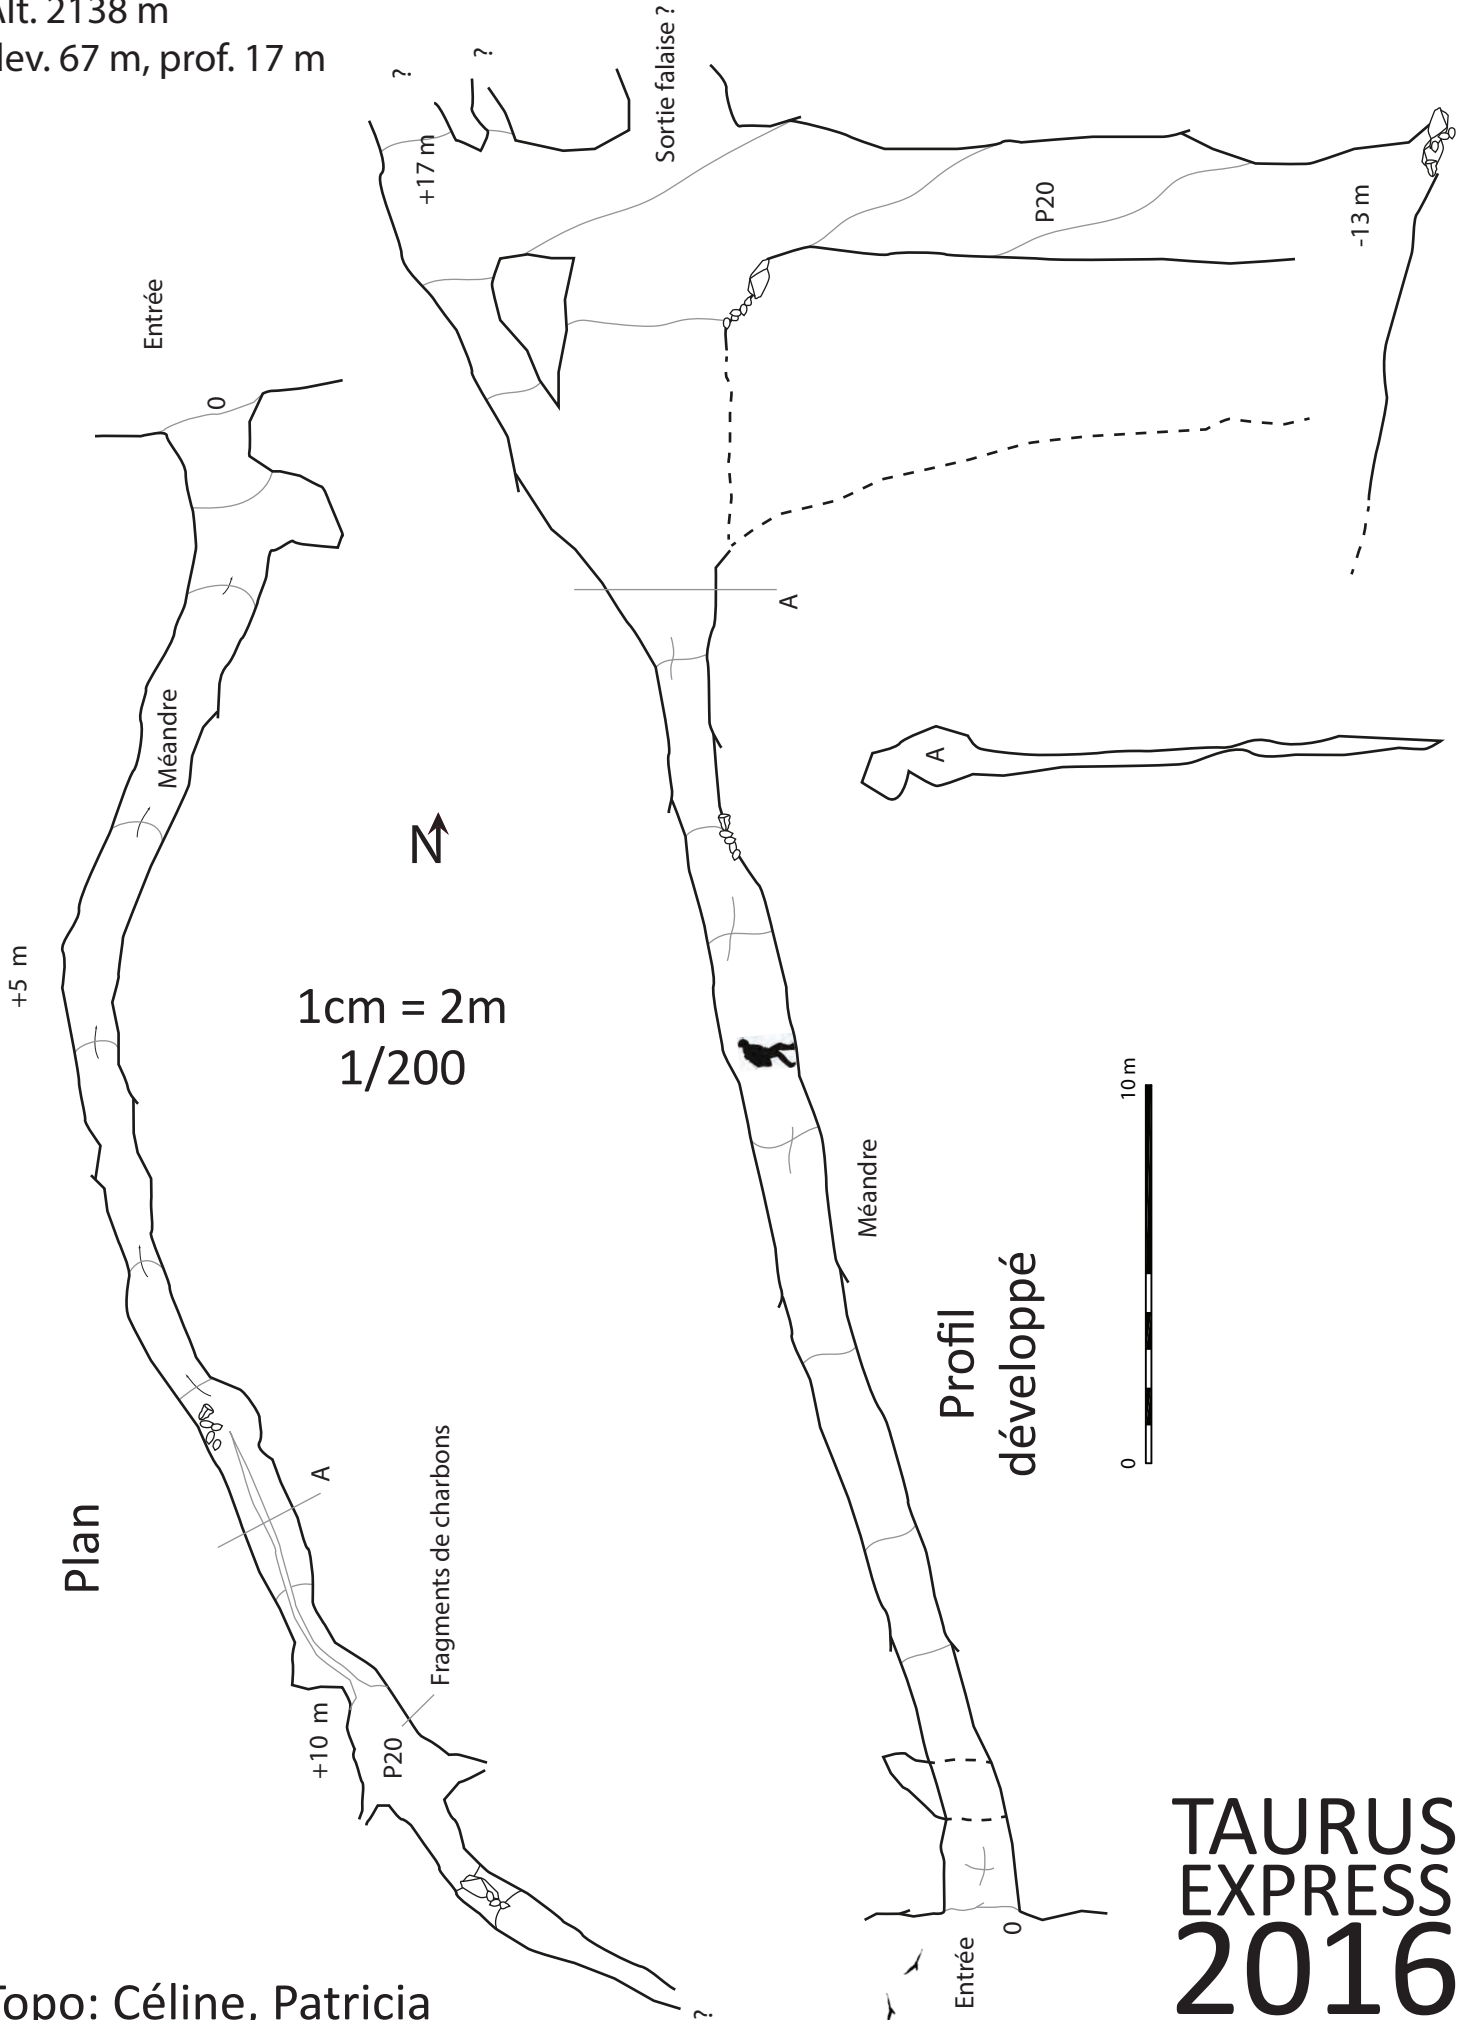 Alt. 2138 m
dev. 67 m, prof. 17 m
?
?
Sortie falaise ?
+17 m
P20
-13 m
Entrée
0
Méandre
A
A
N
+5 m
1cm = 2m
1/200
10 m
Méandre
Profil
développé
0
A
Plan
Fragments de charbons
+10 m
P20
0
Entrée
?
TAURUS
EXPRESS
2016
Topo: Céline, Patricia